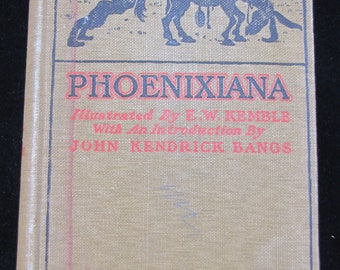 PHOENIXIANA
Illustrated By E. W. KEMBLE
With An Introduction By
JOHN KENDRICK BANGS